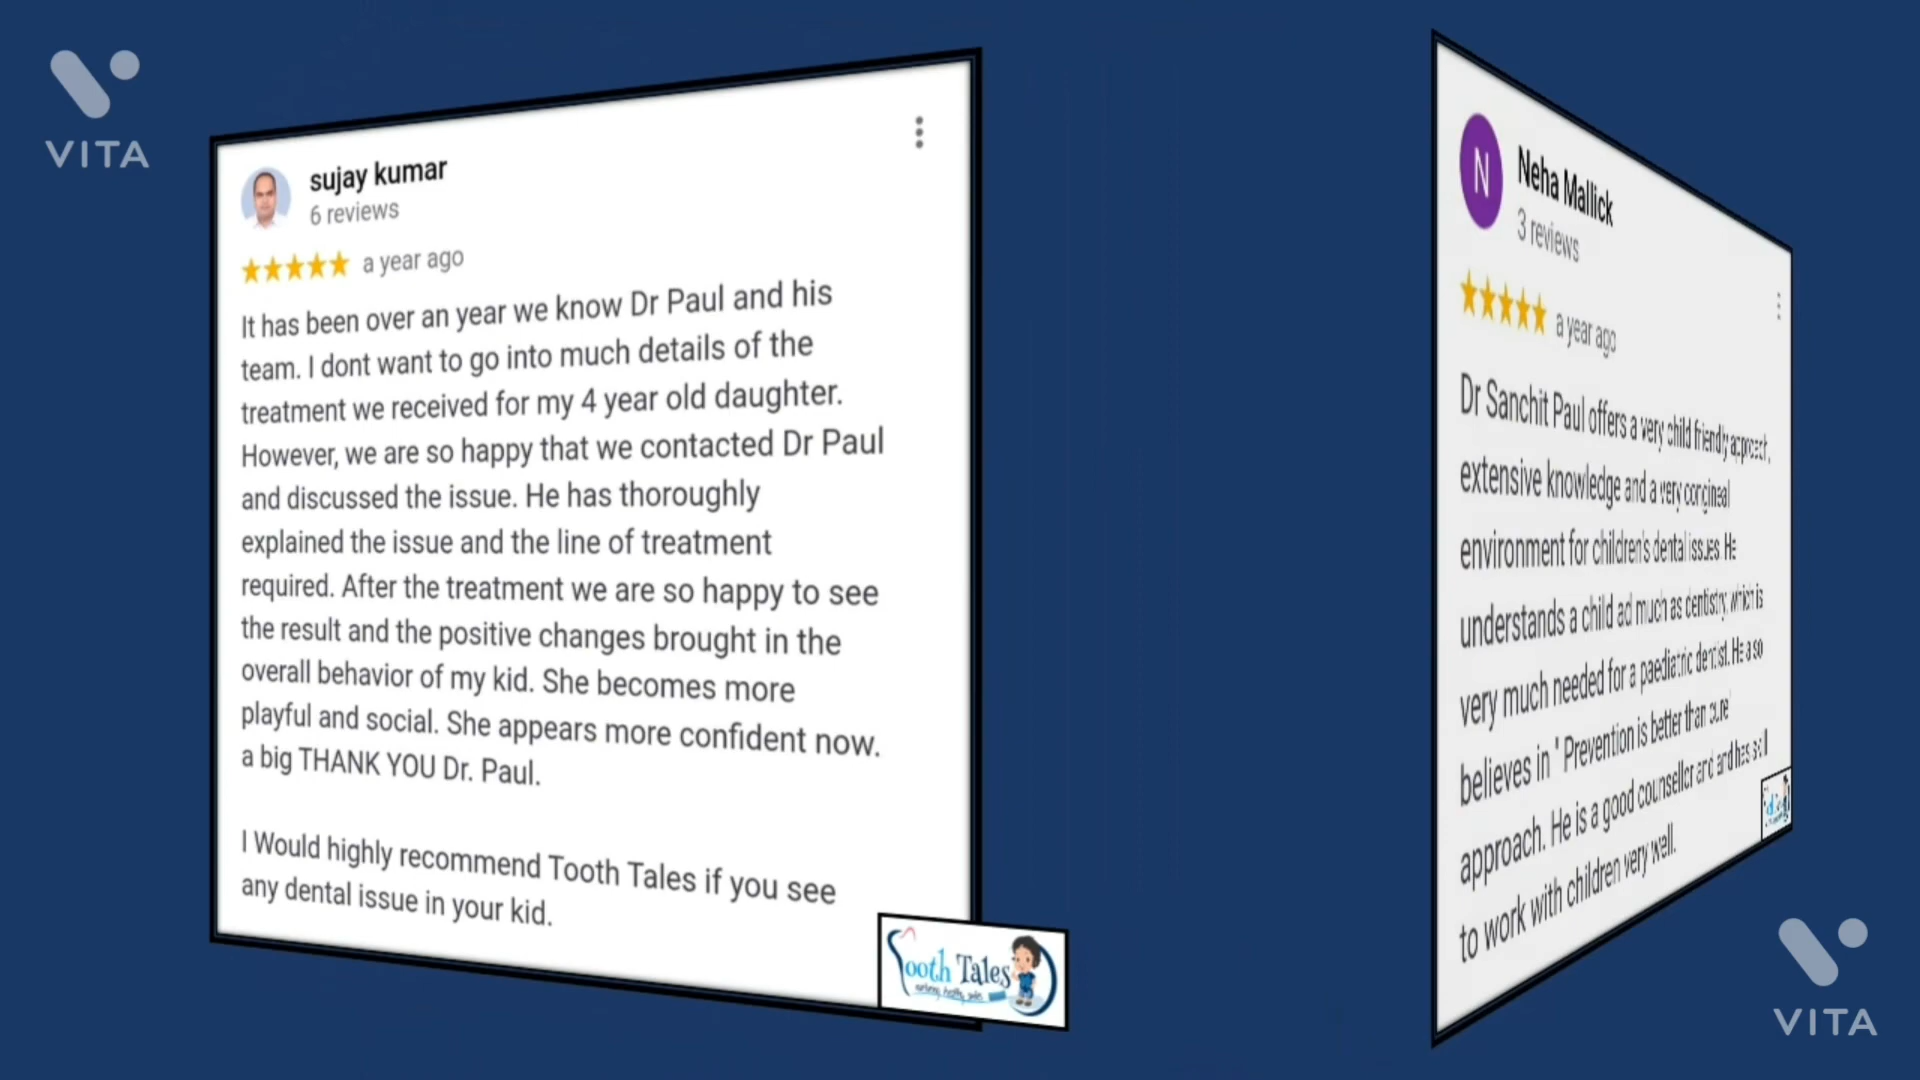 VITA
sujay kumar
6 reviews
a year ago
It has been over an year we know Dr Paul and his
team. I dont want to go into much details of the
treatment we received for my 4 year old daughter.
However, we are so happy that we contacted Dr Paul
and discussed the issue. He has thoroughly
explained the issue and the line of treatment
required. After the treatment we are so happy to see
the result and the positive changes brought in the
overall behavior of my kid. She becomes more
playful and social. She appears more confident now.
a big THANK YOU Dr. Paul.
I Would highly recommend Tooth Tales if you see
any dental issue in your kid.
Tooth Tales
N
Neha Mallick
3 reviews
a year ago
Dr Sanchit Paul offers a very child friendly approach,
extensive knowledge and a very congineal
environment for children's dental issues. He
understands a child ad much as dentistry, which is
very much needed for a paediatric dentist. He also
believes in " Prevention is better than cure
approach. He is a good counsellor and and has skill
to work with children very well.
VITA